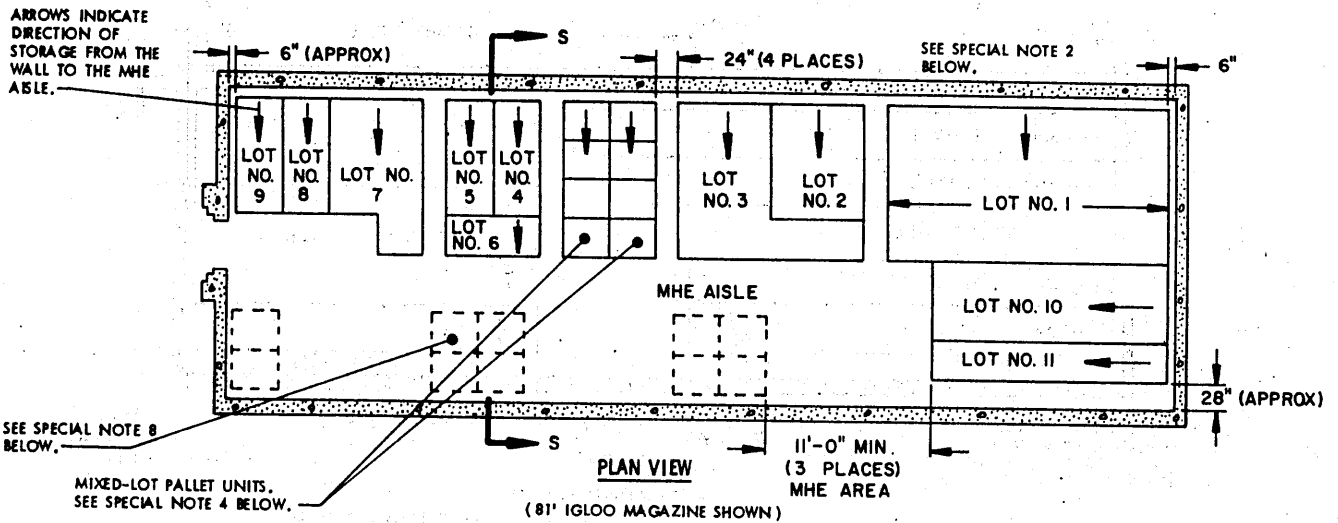 ARROWS INDICATE
DIRECTION OF
STORAGE FROM THE
WALL TO THE MHE
AISLE.
6" (APPROX)
S
24" (4 PLACES)
SEE SPECIAL NOTE 2
BELOW.
6"
LOT
NO.
9
LOT
NO.
8
LOT NO.
7
LOT
NO.
5
LOT
NO.
4
LOT
NO. 6
LOT
NO. 3
LOT
NO. 2
LOT NO. 1
MHE AISLE
LOT NO. 10
LOT NO. 11
28" (APPROX)
SEE SPECIAL NOTE 8
BELOW.
S
11'-0" MIN.
(3 PLACES)
MHE AREA
PLAN VIEW
MIXED-LOT PALLET UNITS.
SEE SPECIAL NOTE 4 BELOW.
(81' IGLOO MAGAZINE SHOWN)